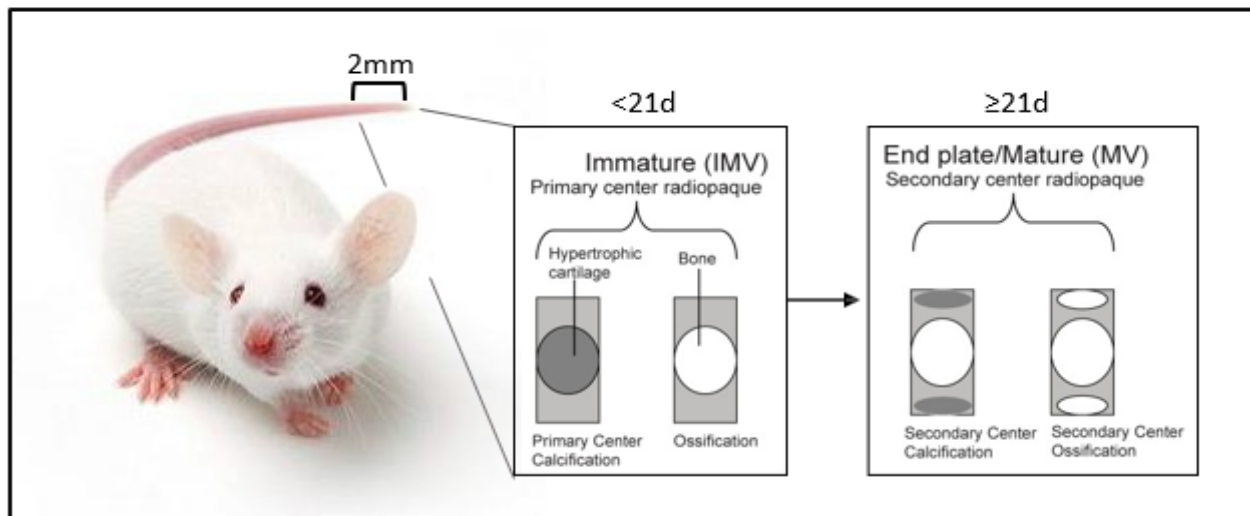 2mm
<21d
Immature (IMV)
Primary center radiopaque
Hypertrophic
cartilage
Bone
Primary Center
Calcification
Ossification
≥21d
End plate/Mature (MV)
Secondary center radiopaque
Secondary Center
Calcification
Secondary Center
Ossification